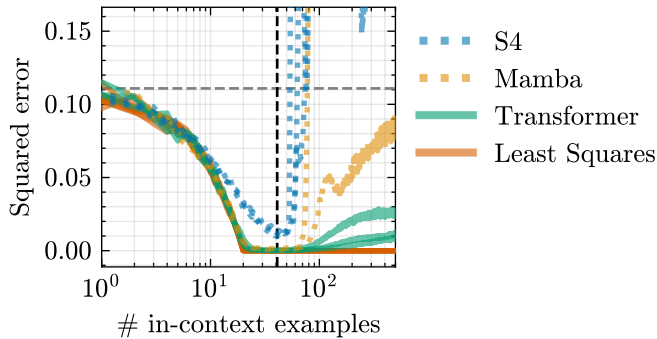 0.15
0.10
0.05
0.00
Squared error
10^0
10^1
10^2
# in-context examples
S4
Mamba
Transformer
Least Squares